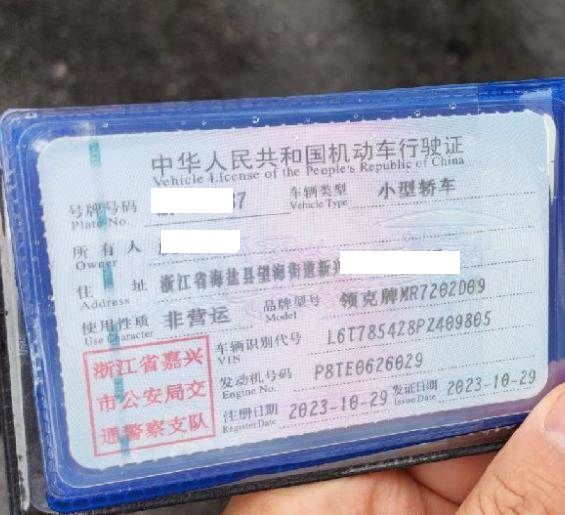 中华人民共和国机动车行驶证
Vehicle License of the People's Republic of China
号牌号码 7 车辆类型 小型轿车
Plate No. Vehicle Type
所有人
Owner
住址 浙江省海盐县望海街道新兴
Address
使用性质 非营运 品牌型号 领克牌MR7202D09
Use Character Model
车辆识别代号 L6T7854Z8PZ409805
VIN
发动机号码 P8TE0626029
Engine No.
注册日期 2023-10-29 发证日期 2023-10-29
Register Date Issue Date
浙江省嘉兴
市公安局交
通警察支队